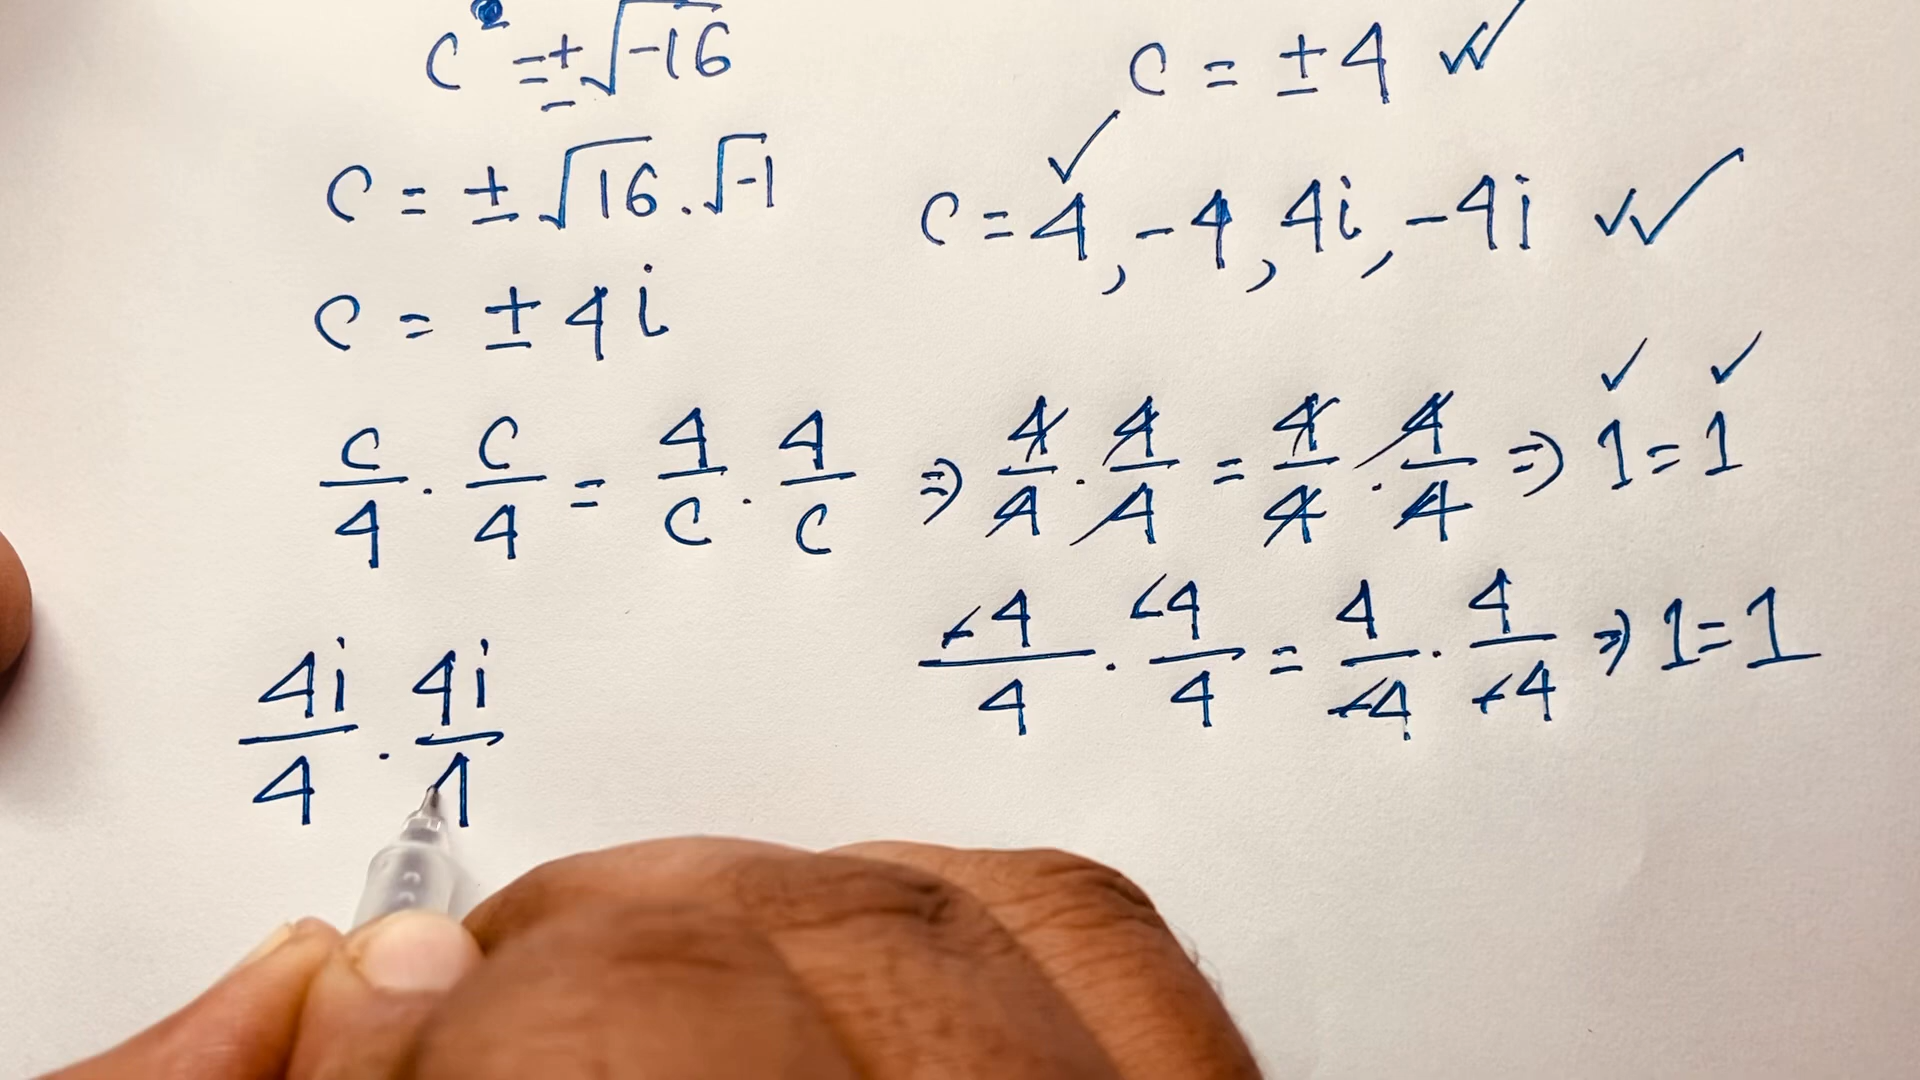 c = ±√-16
c = ±4 ✓✓
c = ±√16 . √-1
✓
c = 4, -4, 4i, -4i ✓✓
c = ±4i
✓ ✓
c/4 . c/4 = 4/c . 4/c ⇒ 4/4 . 4/4 = 4/4 . 4/4 ⇒ 1 = 1
-4/4 . -4/4 = 4/-4 . 4/-4 ⇒ 1 = 1
4i/4 . 4i/4